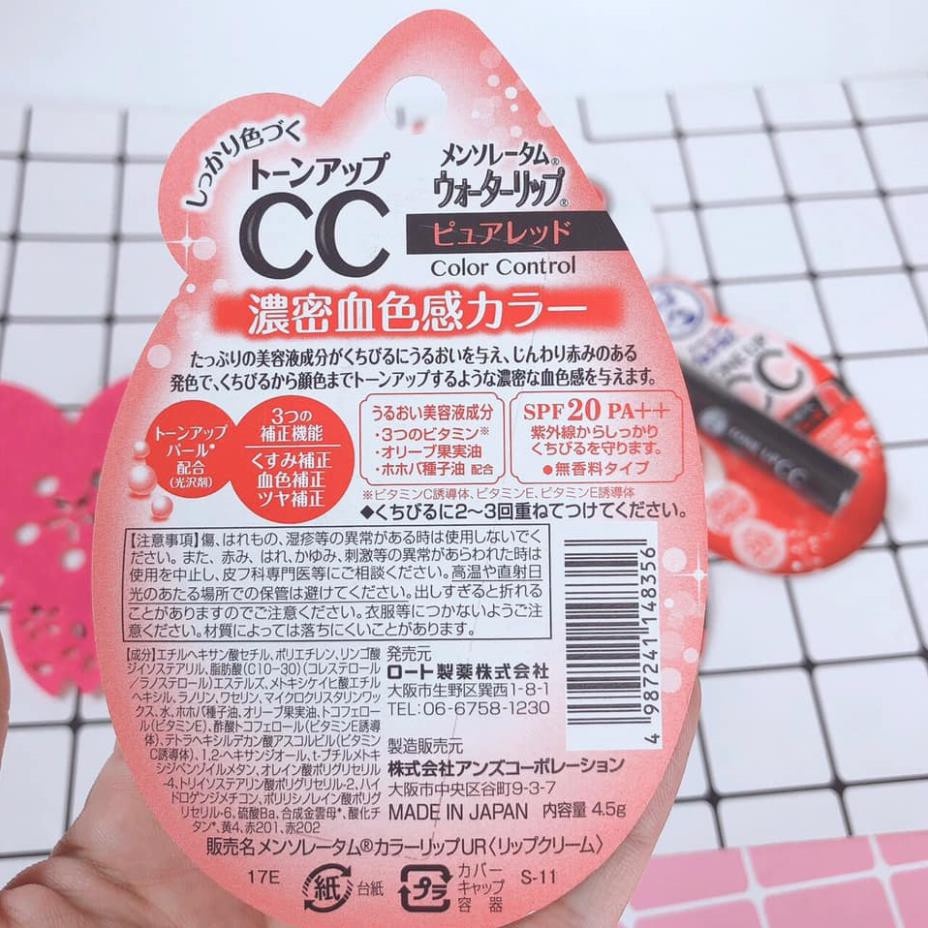 しっかり色づく
トーンアップ
CC
メンソレータム®
ウォーターリップ®
ピュアレッド
Color Control
濃密血色感カラー
たっぷりの美容液成分がくちびるにうるおいを与え、じんわり赤みのある
発色で、くちびるから顔色までトーンアップするような濃密な血色感を与えます。
トーンアップ
パール*
配合
(光沢剤)
3つの
補正機能
くすみ補正
血色補正
ツヤ補正
うるおい美容液成分
・3つのビタミン※
・オリーブ果実油
・ホホバ種子油 配合
SPF20 PA++
紫外線からしっかり
くちびるを守ります。
●無香料タイプ
※ビタミンC誘導体、ビタミンE、ビタミンE誘導体
◆くちびるに2~3回重ねてつけてください。
【注意事項】傷、はれもの、湿疹等の異常がある時は使用しないでく
ださい。また、赤み、はれ、かゆみ、刺激等の異常があらわれた時は
使用を中止し、皮フ科専門医等にご相談ください。高温や直射日
光のあたる場所での保管は避けてください。出しすぎると折れる
ことがありますのでご注意ください。衣服等につかないようご注
意ください。材質によっては落ちにくいことがあります。
【成分】エチルヘキサン酸セチル、ポリエチレン、リンゴ酸
ジイソステアリル、脂肪酸(C10-30)(コレステロール
/ラノステロール)エステルズ、メトキシケイヒ酸エチル
ヘキシル、ラノリン、ワセリン、マイクロクリスタリンワッ
クス、水、ホホバ種子油、オリーブ果実油、トコフェロー
ル(ビタミンE)、酢酸トコフェロール(ビタミンE誘導
体)、テトラヘキシルデカン酸アスコルビル(ビタミン
C誘導体)、1,2-ヘキサンジオール、t-ブチルメトキ
シジベンゾイルメタン、オレイン酸ポリグリセリル
-4、トリイソステアリン酸ポリグリセリル-2、ハイ
ドロゲンジメチコン、ポリリシノレイン酸ポリグ
リセリル-6、硫酸Ba、合成金雲母*、酸化チ
タン*、黄4、赤201、赤202
発売元
ロート製薬株式会社
大阪市生野区巽西1-8-1
TEL:06-6758-1230
製造販売元
株式会社アンズコーポレーション
大阪市中央区谷町9-3-7
MADE IN JAPAN 内容量 4.5g
4 987241 148356
販売名 メンソレータム®カラーリップUR〈リップクリーム〉
17E
紙
台紙
プラ
カバー
キャップ
容器
S-11
CC
TONE UP CC